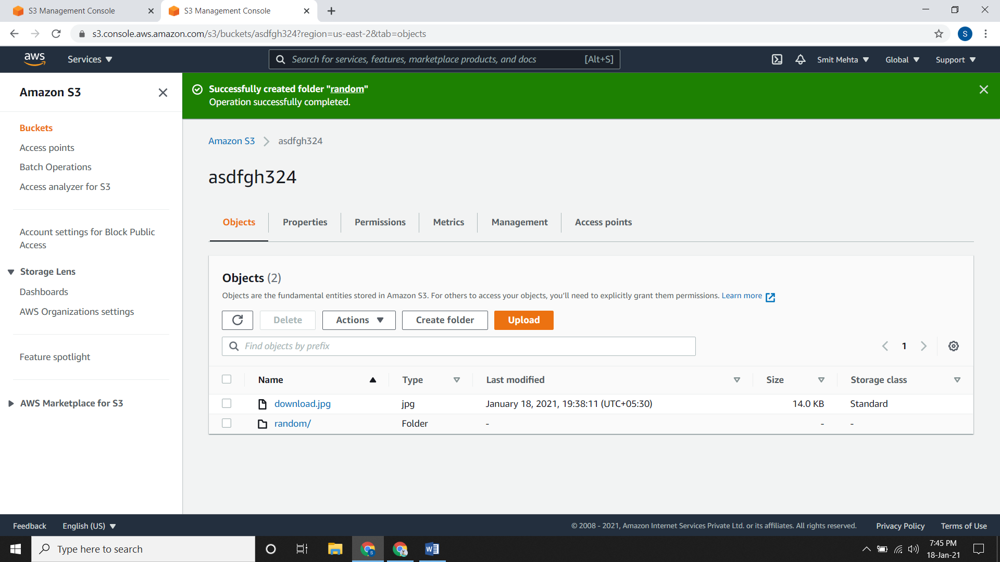 S3 Management Console
S3 Management Console
s3.console.aws.amazon.com/s3/buckets/asdfgh324?region=us-east-2&tab=objects
S
aws
Services
Search for services, features, marketplace products, and docs
[Alt+S]
Smit Mehta
Global
Support
Amazon S3
Buckets
Access points
Batch Operations
Access analyzer for S3
Account settings for Block Public
Access
Storage Lens
Dashboards
AWS Organizations settings
Feature spotlight
AWS Marketplace for S3
Successfully created folder "random"
Operation successfully completed.
Amazon S3
asdfgh324
asdfgh324
Objects
Properties
Permissions
Metrics
Management
Access points
Objects (2)
Objects are the fundamental entities stored in Amazon S3. For others to access your objects, you'll need to explicitly grant them permissions. Learn more
Delete
Actions
Create folder
Upload
Find objects by prefix
1
Name Type Last modified Size Storage class
download.jpg jpg January 18, 2021, 19:38:11 (UTC+05:30) 14.0 KB Standard
random/ Folder - - -
Feedback
English (US)
© 2008 - 2021, Amazon Internet Services Private Ltd. or its affiliates. All rights reserved.
Privacy Policy
Terms of Use
Type here to search
7:45 PM
18-Jan-21